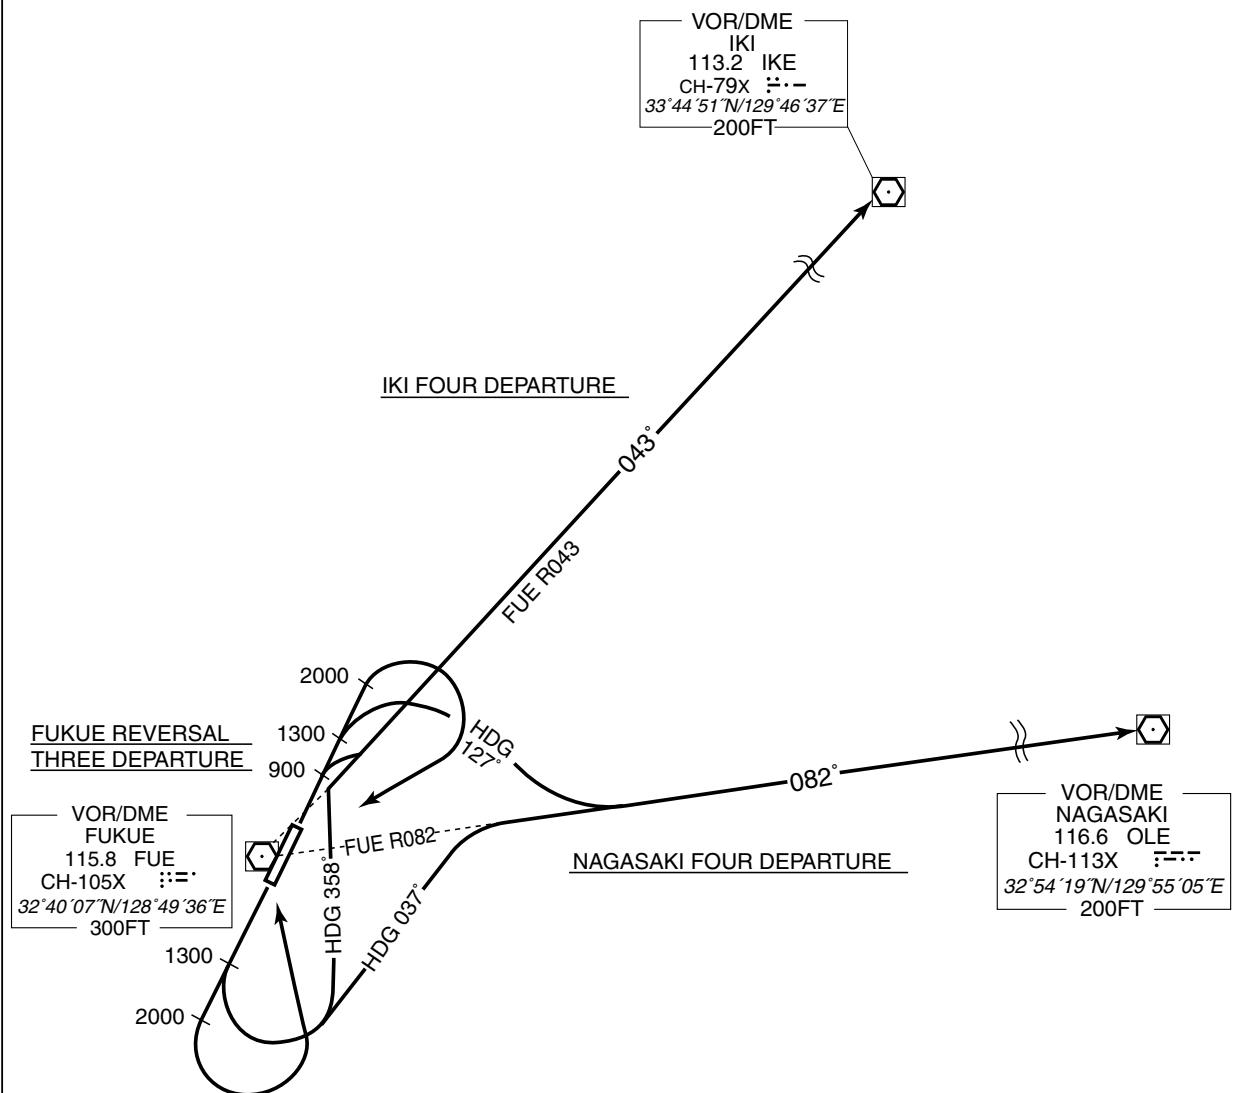 VOR/DME
IKI
113.2 IKE
CH-79X
33°44´51˝N/129°46´37˝E
200FT
IKI FOUR DEPARTURE
043°
FUE R043
2000
1300
900
FUKUE REVERSAL
THREE DEPARTURE
HDG
127°
082°
VOR/DME
FUKUE
115.8 FUE
CH-105X
32°40´07˝N/128°49´36˝E
300FT
FUE R082
NAGASAKI FOUR DEPARTURE
VOR/DME
NAGASAKI
116.6 OLE
CH-113X
32°54´19˝N/129°55´05˝E
200FT
HDG 358°
HDG 037°
1300
2000